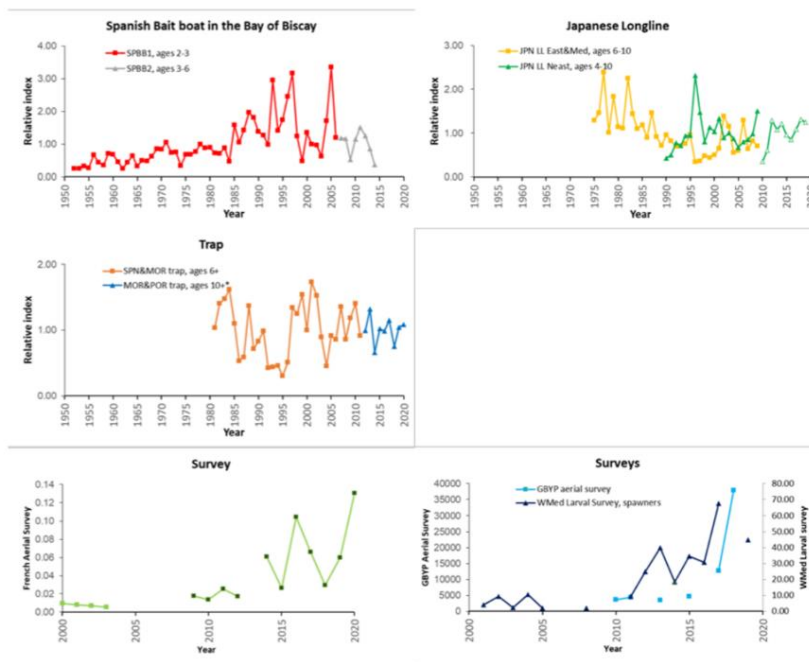 Spanish Bait boat in the Bay of Biscay
SPBB1, ages 2-3
SPBB2, ages 3-6
Relative index
4.00
3.00
2.00
1.00
0.00
1950 1955 1960 1965 1970 1975 1980 1985 1990 1995 2000 2005 2010 2015 2020
Year
Japanese Longline
JPN LL East&Med, ages 6-10
JPN LL Neast, ages 4-10
Relative index
3.00
2.00
1.00
0.00
1950 1955 1960 1965 1970 1975 1980 1985 1990 1995 2000 2005 2010 2015 2020
Year
Trap
SPN&MOR trap, ages 6+
MOR&POR trap, ages 10+*
Relative index
2.00
1.00
0.00
1950 1955 1960 1965 1970 1975 1980 1985 1990 1995 2000 2005 2010 2015 2020
Year
Survey
French Aerial Survey
0.14
0.12
0.10
0.08
0.06
0.04
0.02
0.00
2000 2005 2010 2015 2020
Year
Surveys
GBYP aerial survey
WMed Larval Survey, spawners
GBYP Aerial Survey
40000
35000
30000
25000
20000
15000
10000
5000
0
80.00
70.00
60.00
50.00
40.00
30.00
20.00
10.00
0.00
WMed Larval survey
2000 2005 2010 2015 2020
Year